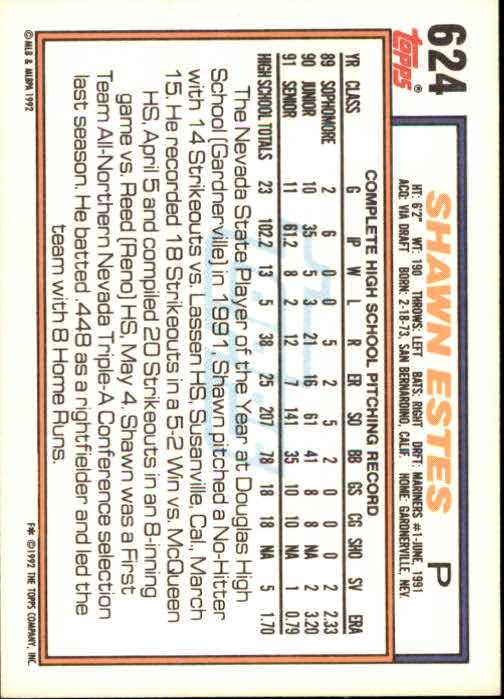 624
Topps®
SHAWN ESTES P
HT: 6'2" WT: 190 THROWS: LEFT BATS: RIGHT DRFT: MARINERS #1-JUNE, 1991
ACQ: VIA DRAFT BORN: 2-18-73, SAN BERNARDINO, CALIF. HOME: GARDNERVILLE, NEV.
COMPLETE HIGH SCHOOL PITCHING RECORD
YR CLASS G IP W L R ER SO BB GS CG SHO SV ERA
89 SOPHOMORE 2 6 0 0 5 2 5 2 0 0 0 2 2.33
90 JUNIOR 10 35 5 3 21 16 61 41 8 8 NA 2 3.20
91 SENIOR 11 61.2 8 2 12 7 141 35 10 10 NA 1 0.79
HIGH SCHOOL TOTALS 23 102.2 13 5 38 25 207 78 18 18 NA 5 1.70
The Nevada State Player of the Year at Douglas High
School (Gardnerville) in 1991, Shawn pitched a No-Hitter
with 14 Strikeouts vs. Lassen HS, Susanville, Cal., March
15. He recorded 18 Strikeouts in a 5-2 Win vs. McQueen
HS, April 5 and compiled 20 Strikeouts in an 8-inning
game vs. Reed (Reno) HS, May 4. Shawn was a First
Team All-Northern Nevada Triple-A Conference selection
last season. He batted .448 as a rightfielder and led the
team with 8 Home Runs.
© MLB & MLBPA 1992
F* © 1992 THE TOPPS COMPANY, INC.